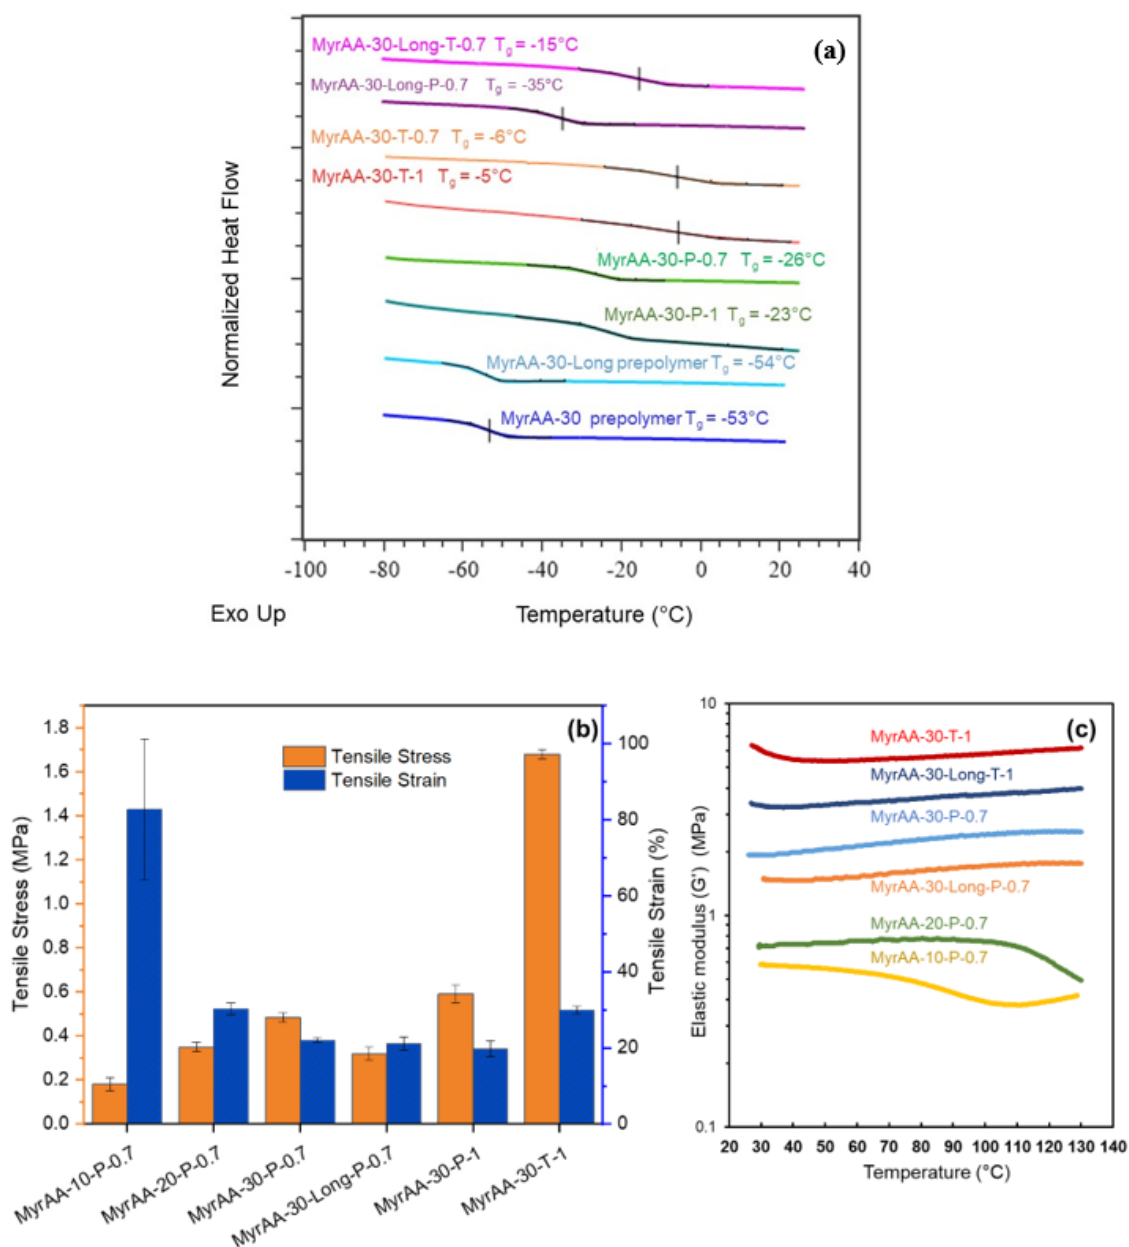 (a)
MyrAA-30-Long-T-0.7 Tg = -15°C
MyrAA-30-Long-P-0.7 Tg = -35°C
MyrAA-30-T-0.7 Tg = -6°C
MyrAA-30-T-1 Tg = -5°C
MyrAA-30-P-0.7 Tg = -26°C
MyrAA-30-P-1 Tg = -23°C
MyrAA-30-Long prepolymer Tg = -54°C
MyrAA-30 prepolymer Tg = -53°C
Normalized Heat Flow
-100 -80 -60 -40 -20 0 20 40
Exo Up Temperature (°C)
(b)
Tensile Stress
Tensile Strain
Tensile Stress (MPa)
1.8
1.6
1.4
1.2
1.0
0.8
0.6
0.4
0.2
0.0
Tensile Strain (%)
100
80
60
40
20
0
MyrAA-10-P-0.7
MyrAA-20-P-0.7
MyrAA-30-P-0.7
MyrAA-30-Long-P-0.7
MyrAA-30-P-1
MyrAA-30-T-1
(c)
MyrAA-30-T-1
MyrAA-30-Long-T-1
MyrAA-30-P-0.7
MyrAA-30-Long-P-0.7
MyrAA-20-P-0.7
MyrAA-10-P-0.7
Elastic modulus (G') (MPa)
10
1
0.1
20 30 40 50 60 70 80 90 100 110 120 130 140
Temperature (°C)